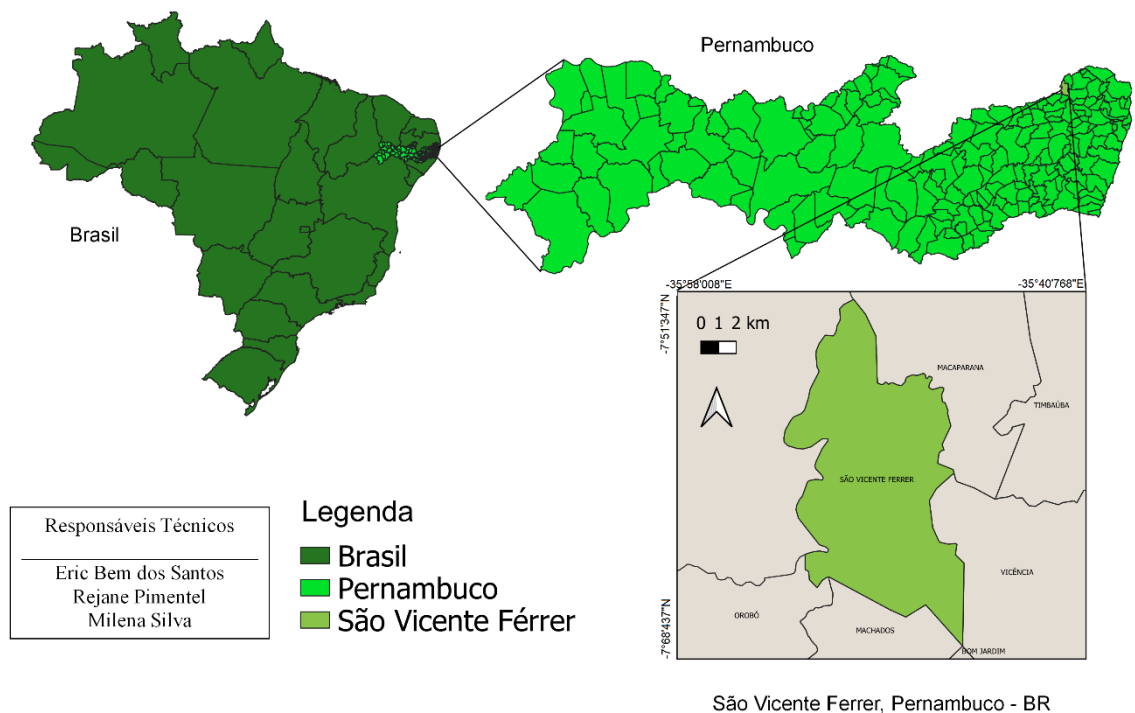 Pernambuco
Brasil
-35°58'008"E
-35°40'768"E
-7°51'347"N
-7°68'437"N
0 1 2 km
MACAPARANA
TIMBAÚBA
SÃO VICENTE FERRER
VICÊNCIA
OROBÓ
MACHADOS
BOM JARDIM
Responsáveis Técnicos
Eric Bem dos Santos
Rejane Pimentel
Milena Silva
Legenda
Brasil
Pernambuco
São Vicente Férrer
São Vicente Ferrer, Pernambuco - BR